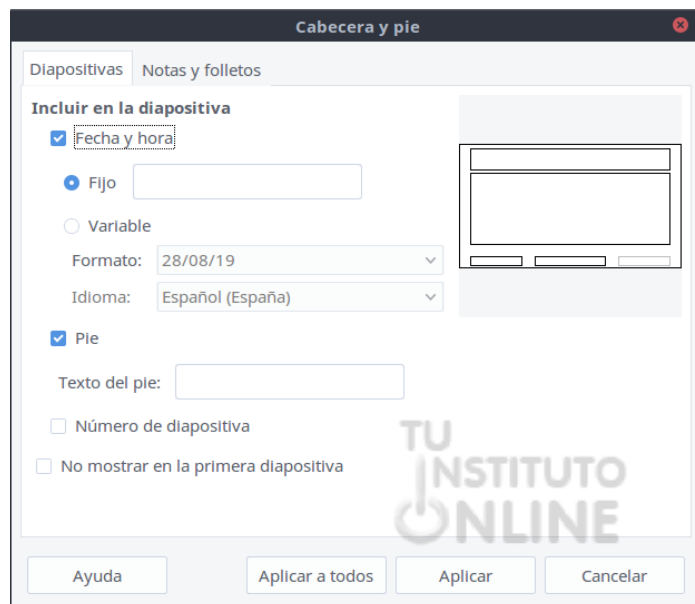 Cabecera y pie
Diapositivas Notas y folletos
Incluir en la diapositiva
Fecha y hora
Fijo
Variable
Formato: 28/08/19
Idioma: Español (España)
Pie
Texto del pie:
Número de diapositiva
No mostrar en la primera diapositiva
TU
INSTITUTO
ONLINE
Ayuda Aplicar a todos Aplicar Cancelar